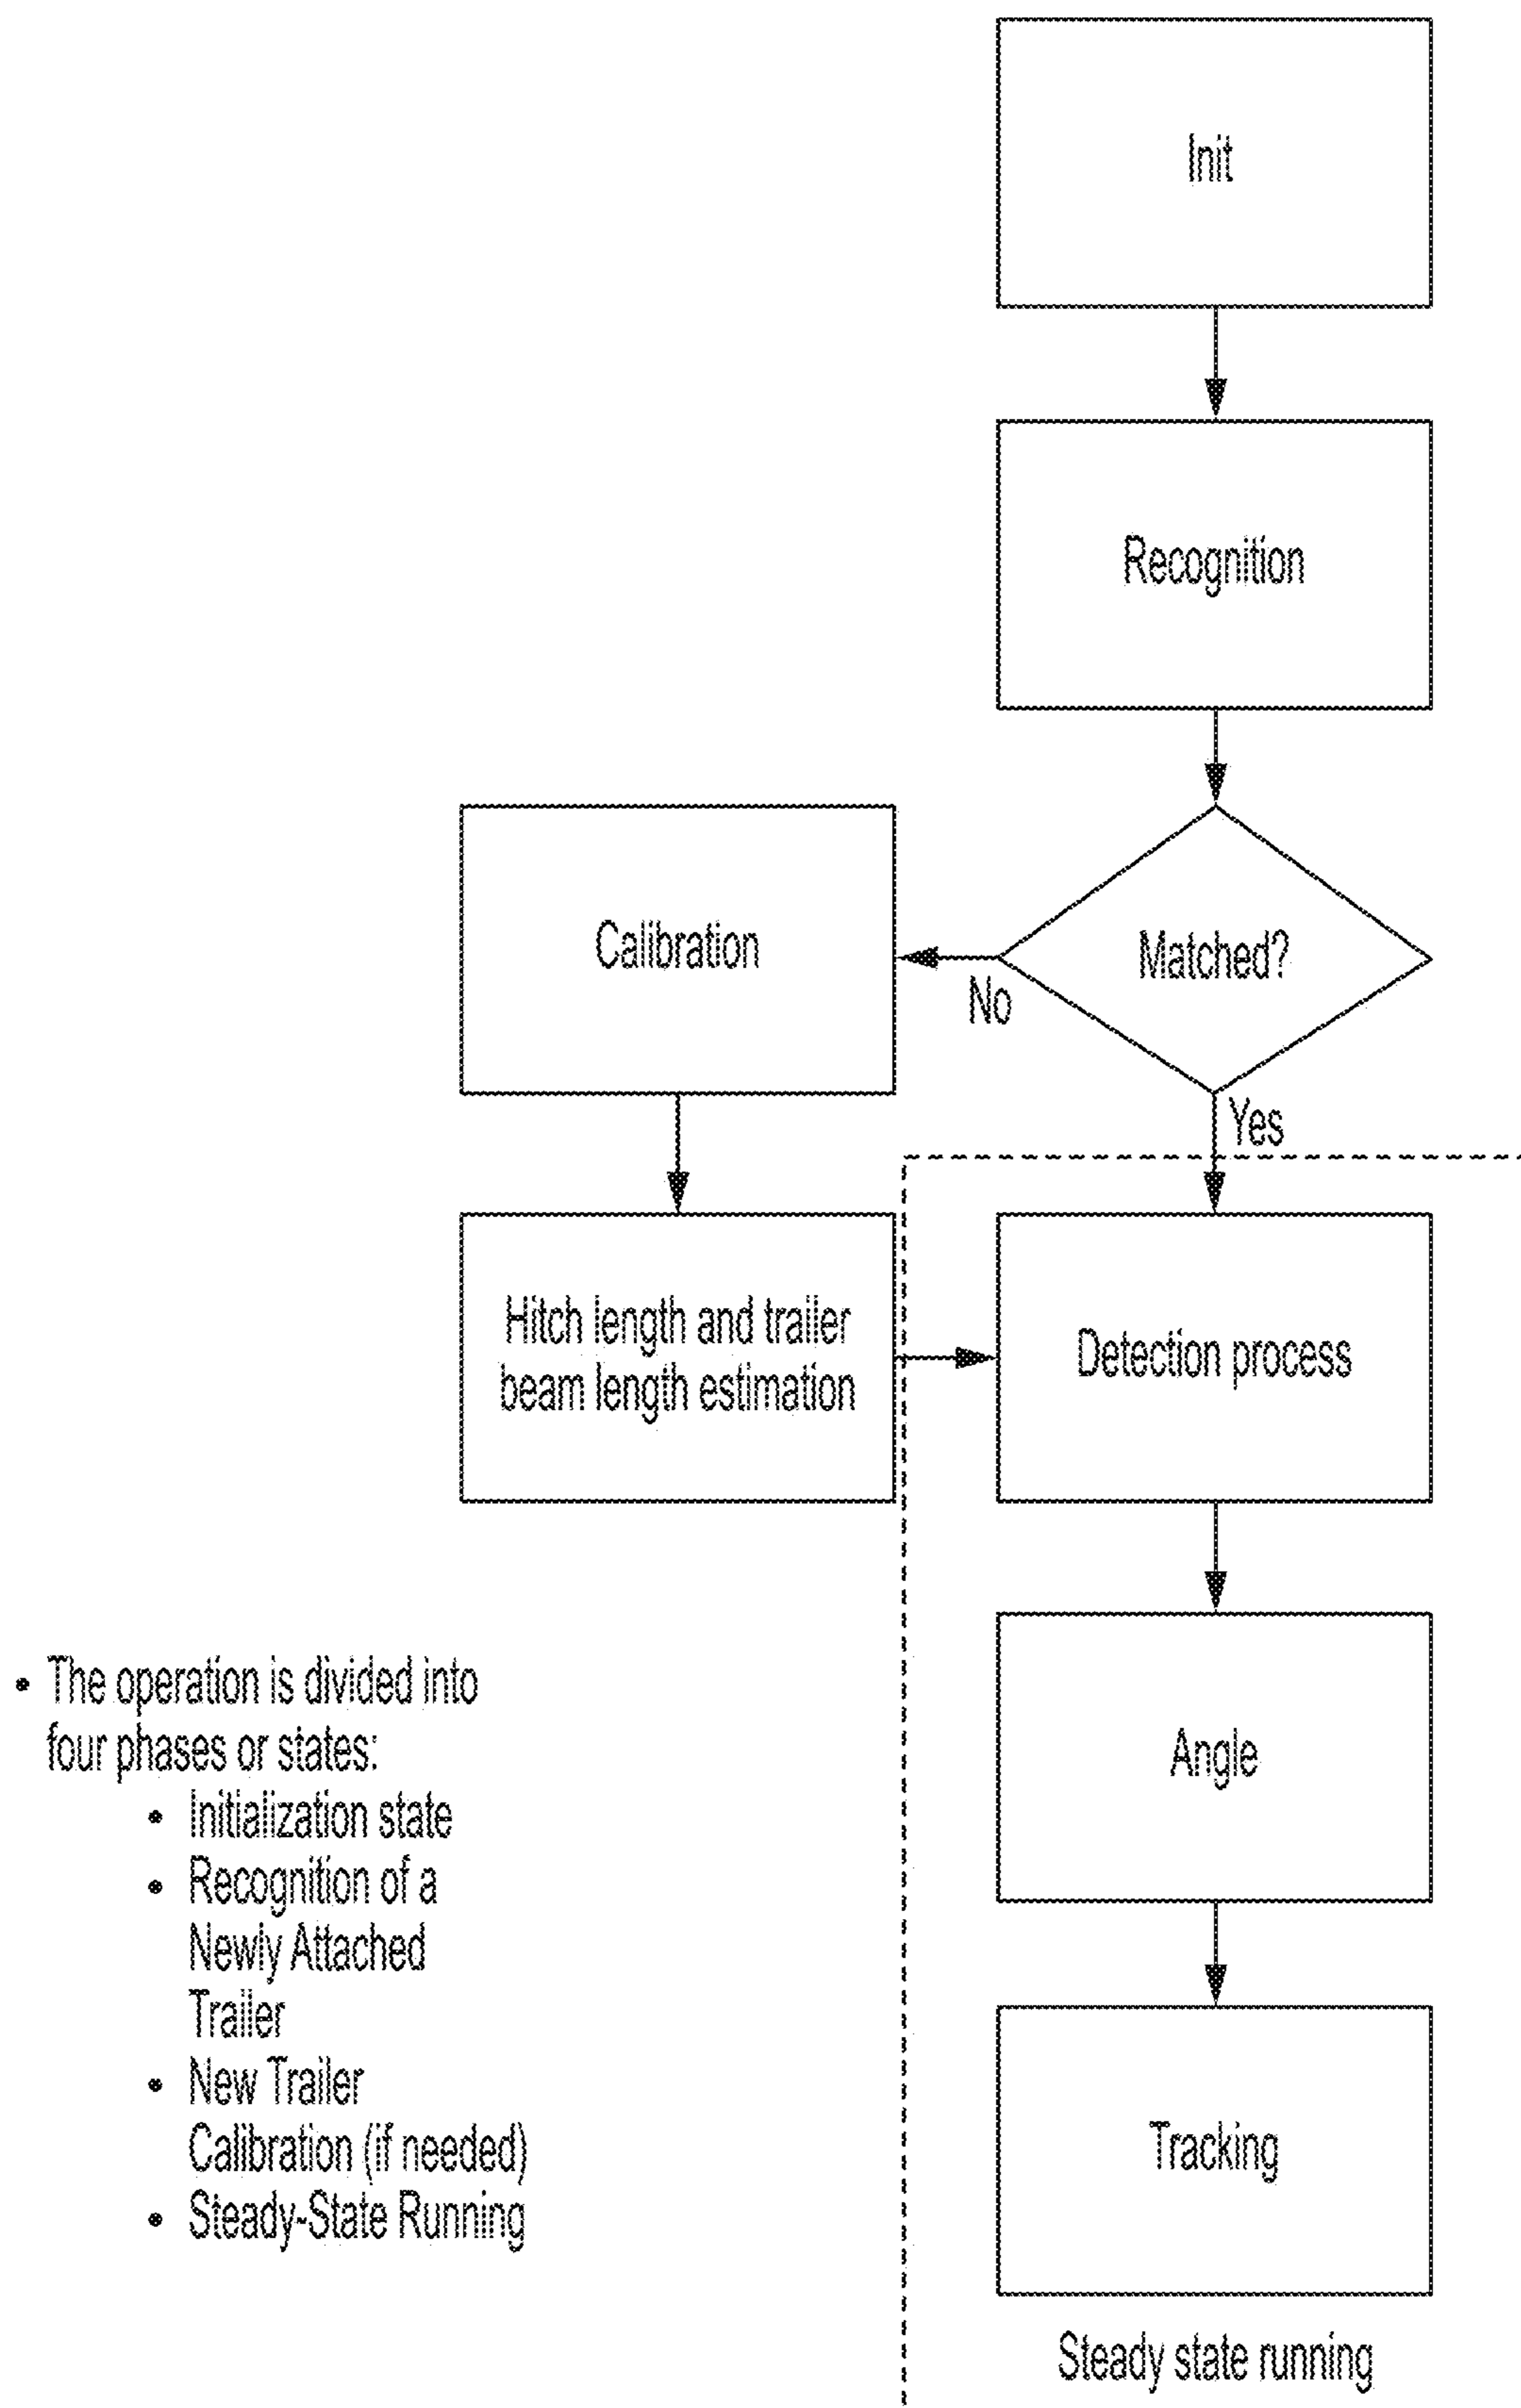 Init
Recognition
Matched?
No
Yes
Calibration
Hitch length and trailer
beam length estimation
Detection process
Angle
Tracking
Steady state running
• The operation is divided into
four phases or states:
• Initialization state
• Recognition of a
Newly Attached
Trailer
• New Trailer
Calibration (if needed)
• Steady-State Running